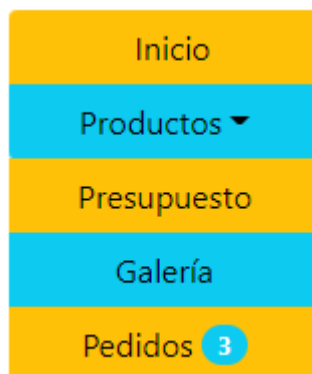 Inicio
Productos
Presupuesto
Galería
Pedidos 3